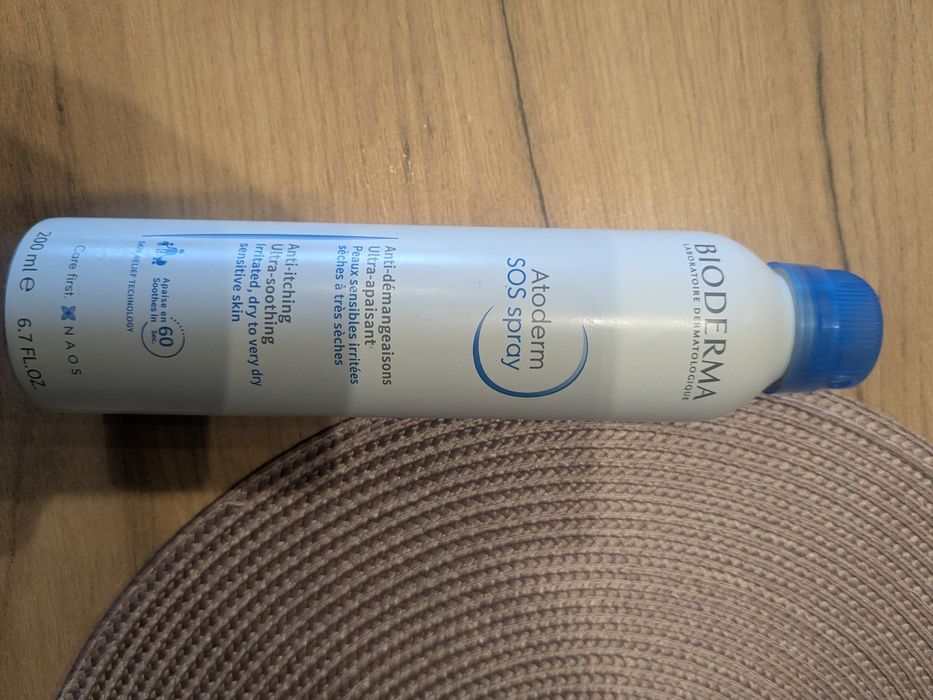 BIODERMA
LABORATOIRE DERMATOLOGIQUE
Atoderm
SOS spray
Anti-démangeaisons
Ultra-apaisant
Peaux sensibles irritées
sèches à très sèches
Anti-itching
Ultra-soothing
Irritated, dry to very dry
sensitive skin
Apaise en
Soothes in
60
sec.
SKIN RELIEF TECHNOLOGY
Care first.
NAOS
200 ml e 6.7 FL.OZ.